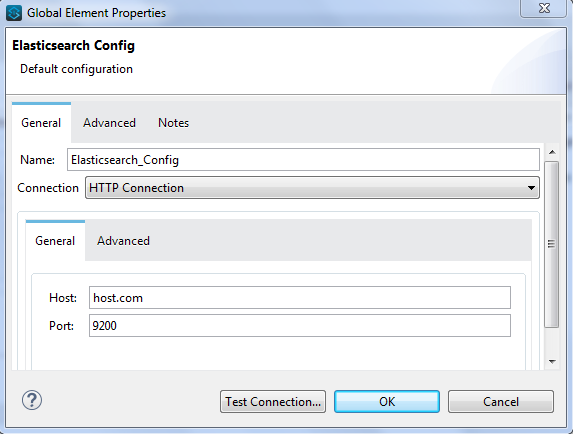 Global Element Properties
Elasticsearch Config
Default configuration
General Advanced Notes
Name: Elasticsearch_Config
Connection HTTP Connection
General Advanced
Host: host.com
Port: 9200
? Test Connection... OK Cancel